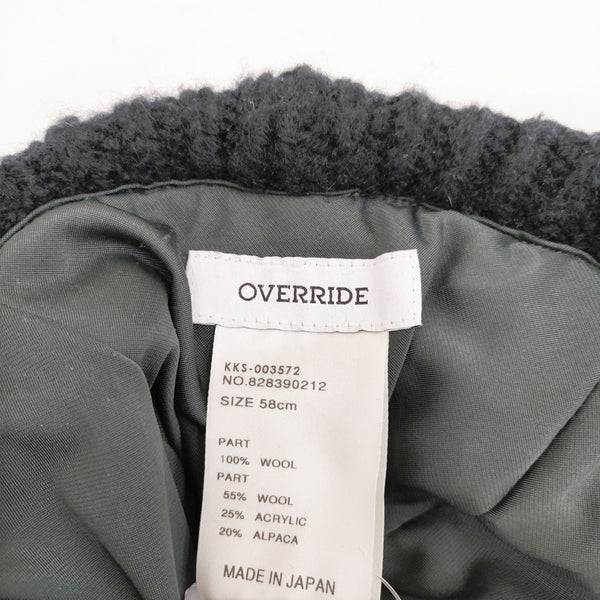 OVERRIDE
KKS-003572
NO.828390212
SIZE 58cm
PART
100% WOOL
PART
55% WOOL
25% ACRYLIC
20% ALPACA
MADE IN JAPAN